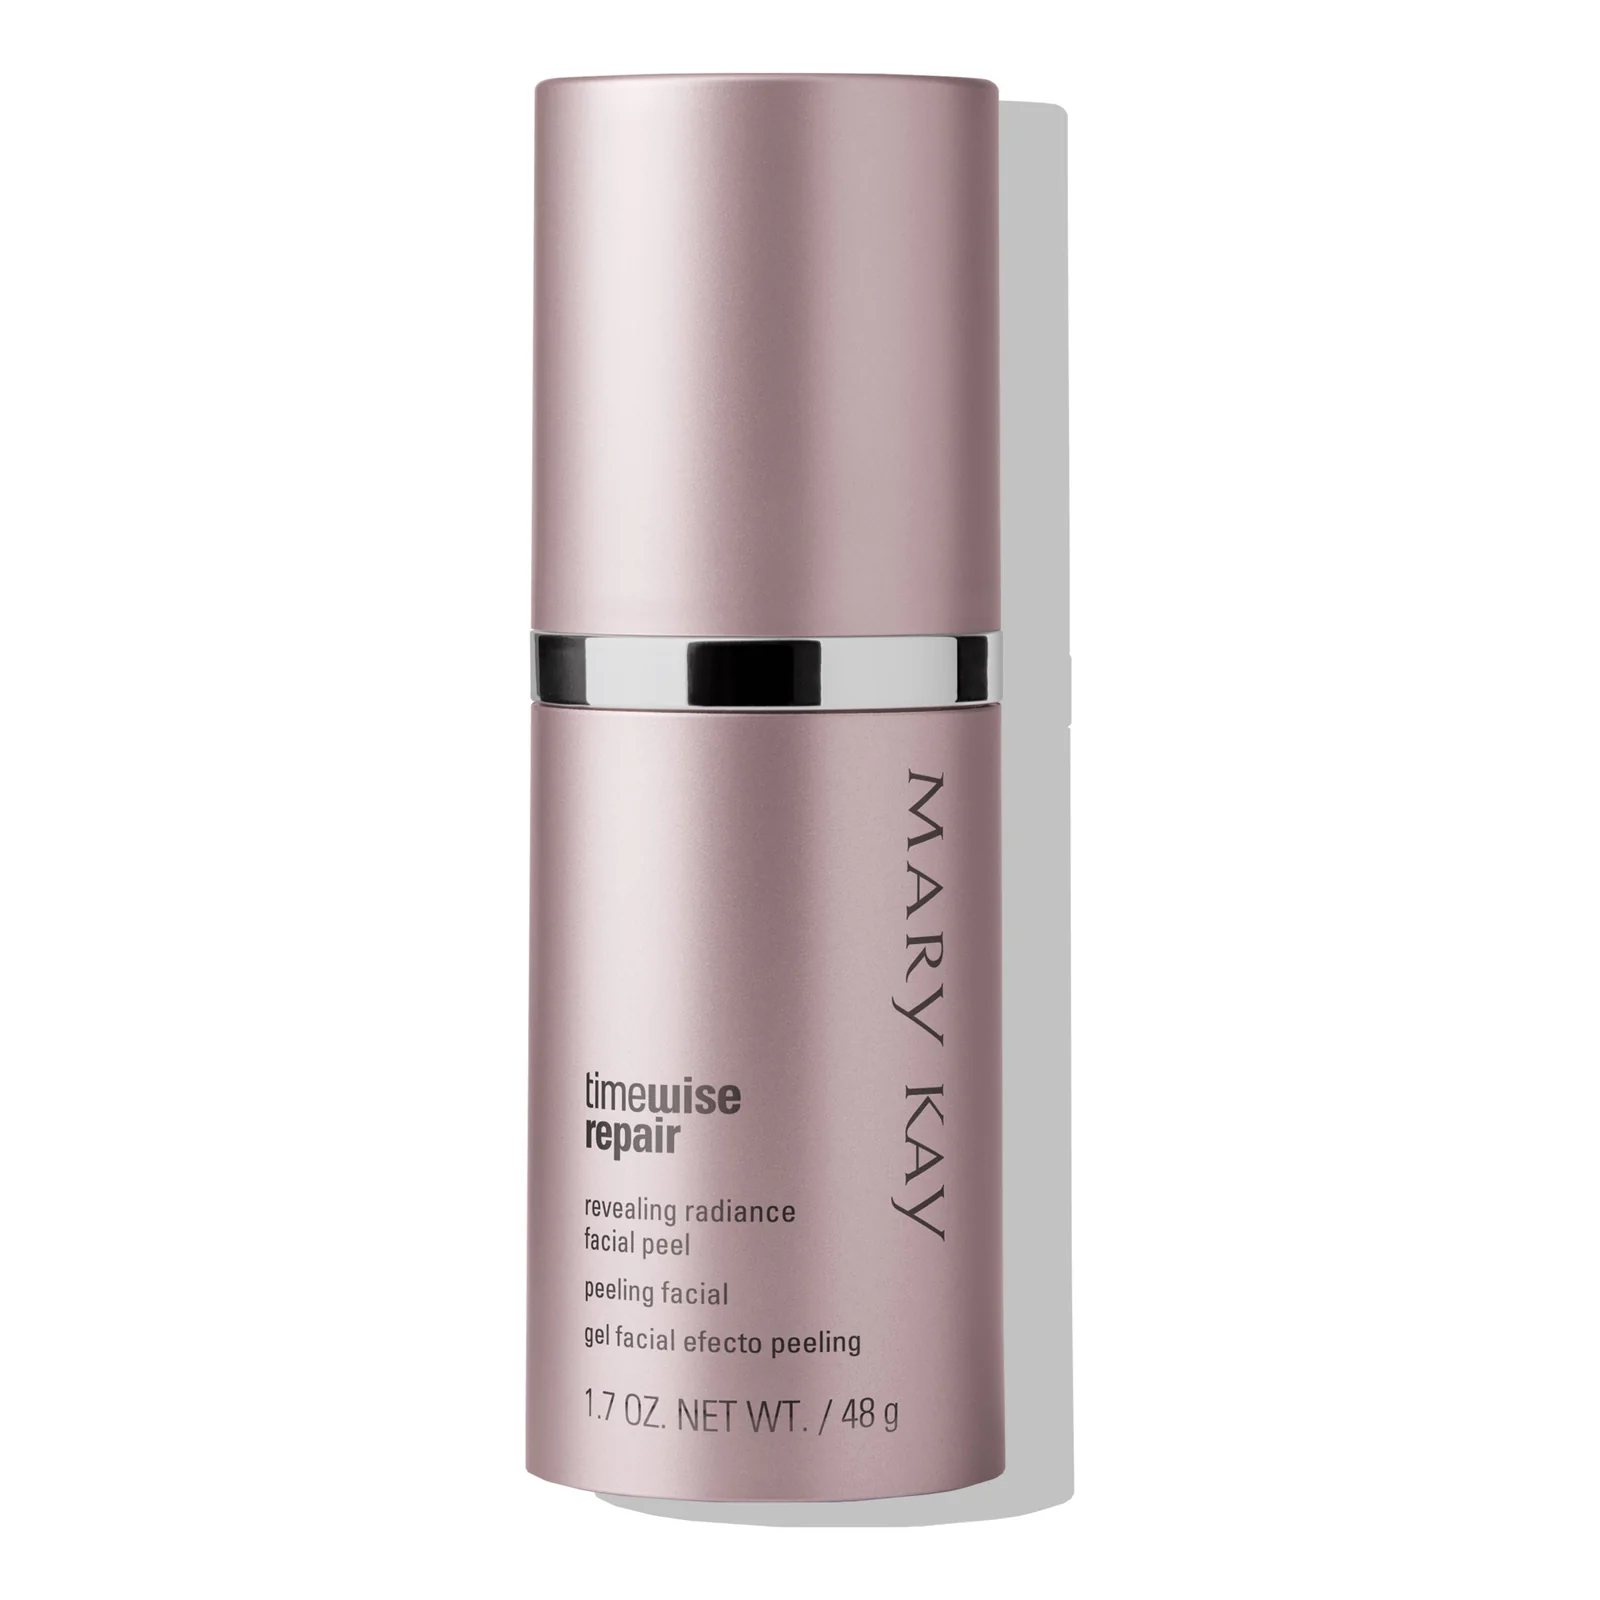 MARY KAY
timewise
repair
revealing radiance
facial peel
peeling facial
gel facial efecto peeling
1.7 OZ. NET WT. / 48 g